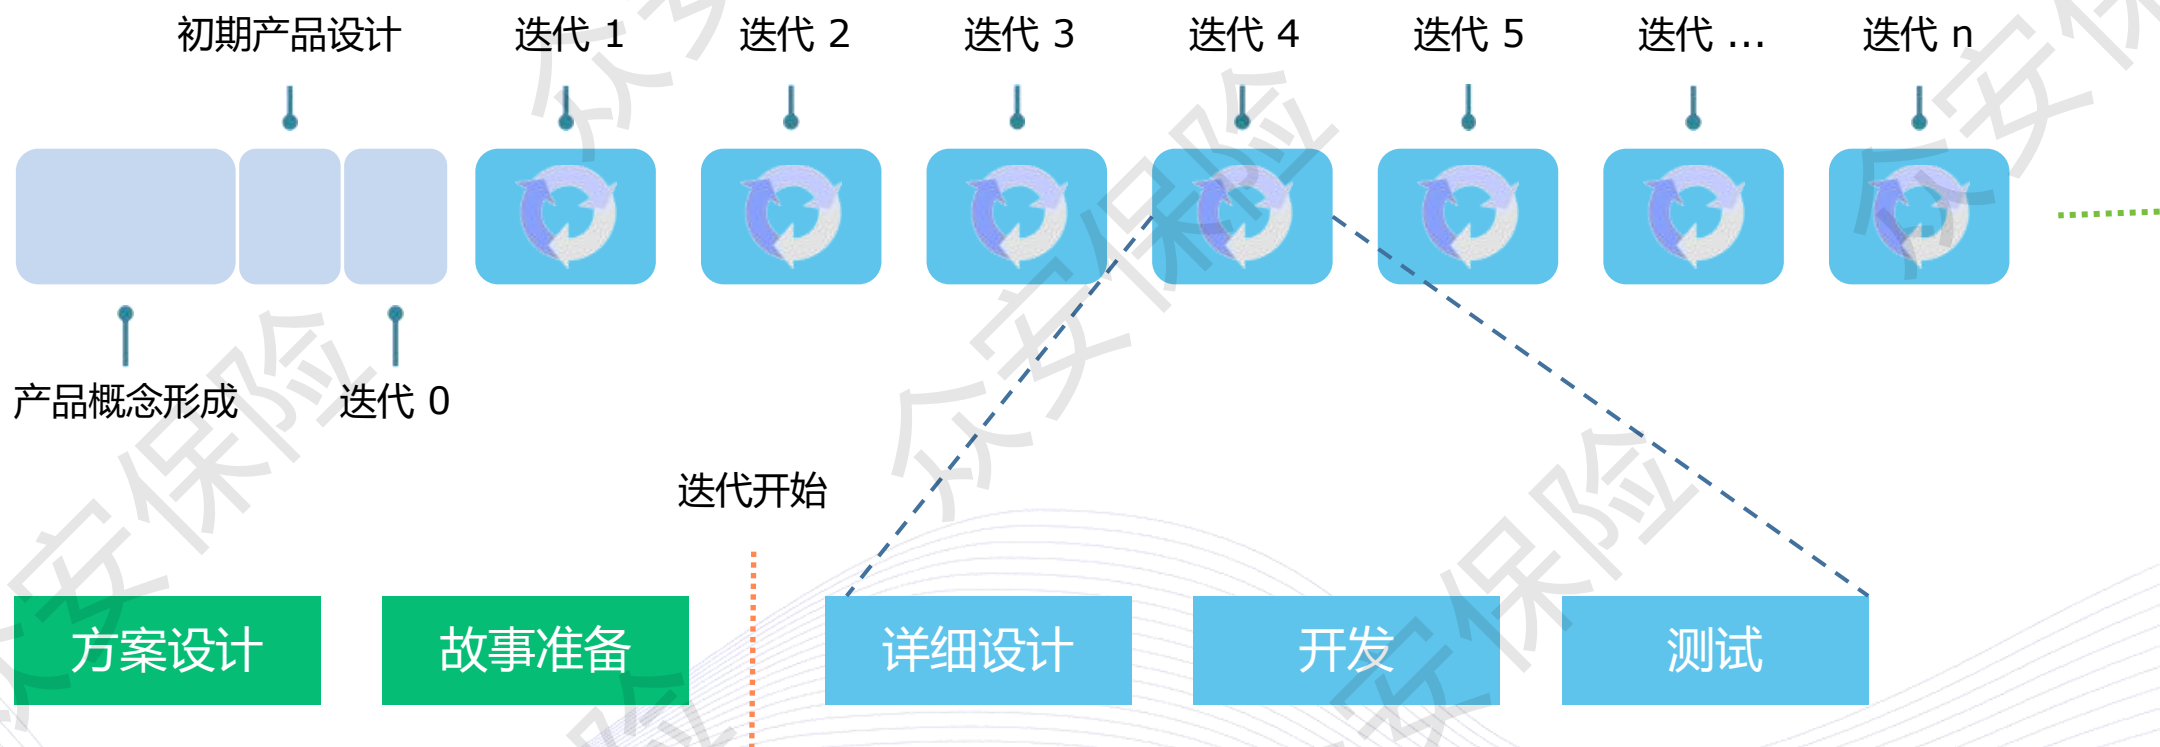 初期产品设计
迭代 1
迭代 2
迭代 3
迭代 4
迭代 5
迭代 ...
迭代 n
产品概念形成
迭代 0
迭代开始
方案设计
故事准备
详细设计
开发
测试
众安保险
众安保险
众安保险
众安保险